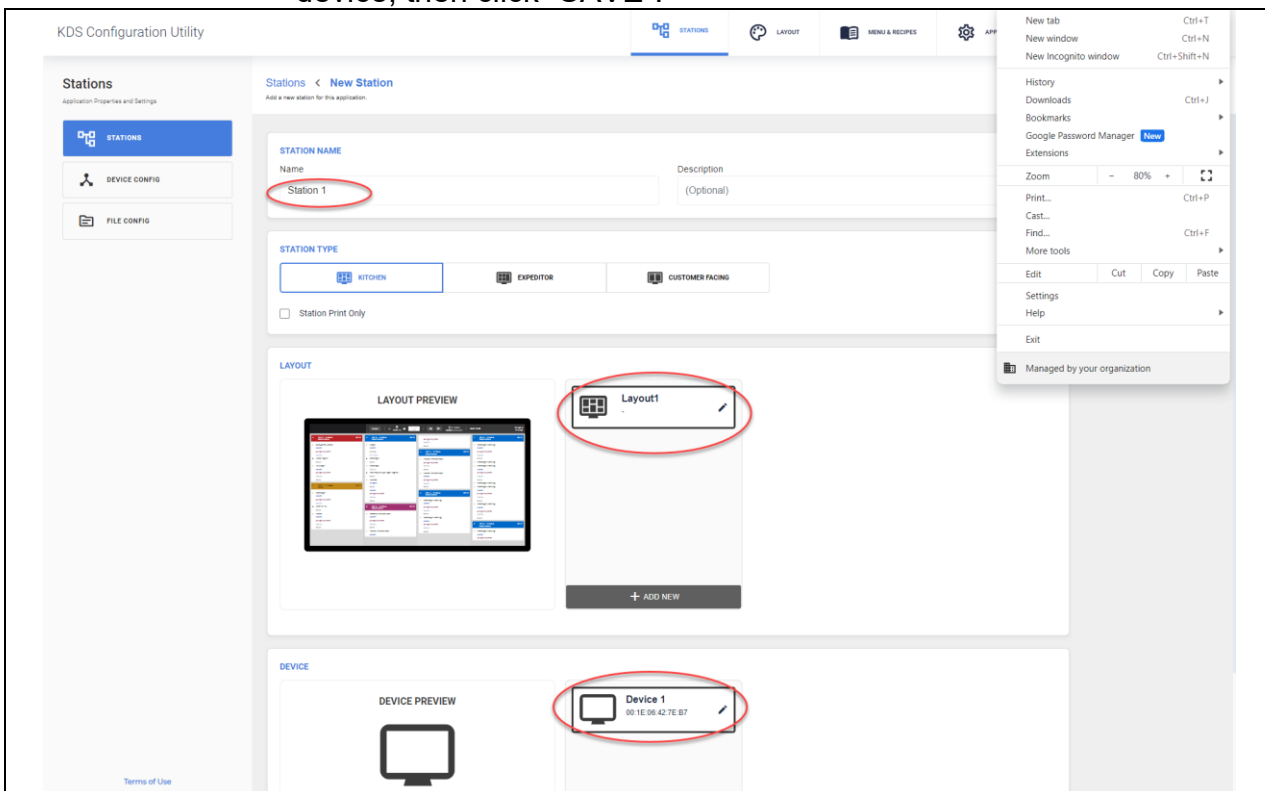 device, then click "SAVE".
KDS Configuration Utility
STATIONS
LAYOUT
MENU & RECIPES
APP
New tab Ctrl+T
New window Ctrl+N
New Incognito window Ctrl+Shift+N
History
Downloads Ctrl+J
Bookmarks
Google Password Manager New
Extensions
Zoom - 80% +
Print... Ctrl+P
Cast...
Find... Ctrl+F
More tools
Edit Cut Copy Paste
Settings
Help
Exit
Managed by your organization
Stations
Application Properties and Settings
STATIONS
DEVICE CONFIG
FILE CONFIG
Terms of Use
Stations < New Station
Add a new station for this application.
STATION NAME
Name Description
Station 1 (Optional)
STATION TYPE
KITCHEN EXPEDITOR CUSTOMER FACING
Station Print Only
LAYOUT
LAYOUT PREVIEW
Layout1
-
+ ADD NEW
DEVICE
DEVICE PREVIEW
Device 1
00:1E:06:42:7E:B7